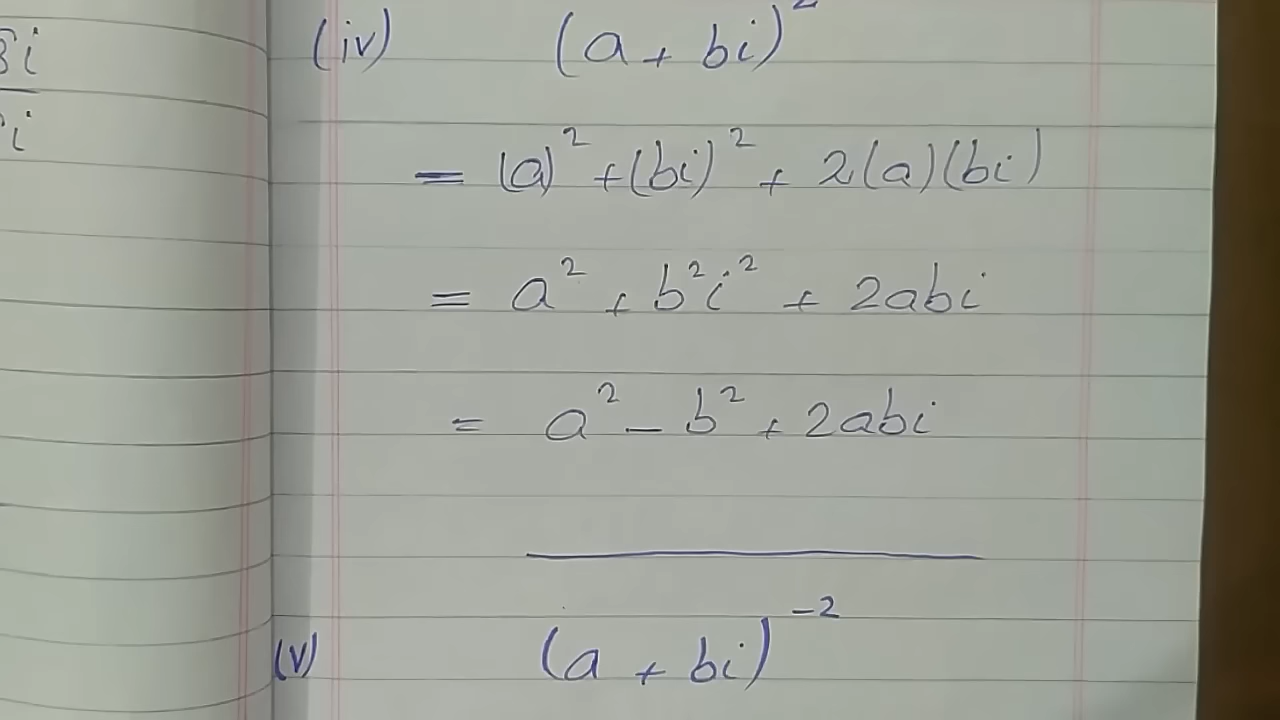 i
i
(iv) (a + bi)²
= (a)² + (bi)² + 2(a)(bi)
= a² + b²i² + 2abi
= a² - b² + 2abi
(v) (a + bi)⁻²